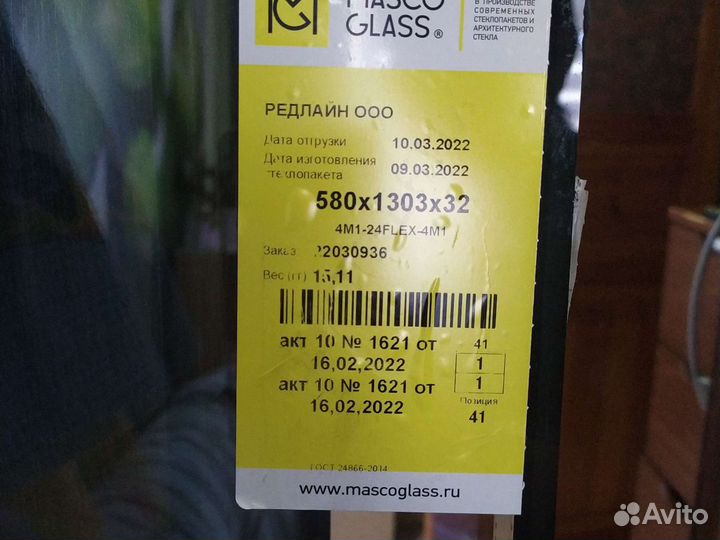 MASCO
GLASS®
В ПРОИЗВОДСТВЕ
СОВРЕМЕННЫХ
СТЕКЛОПАКЕТОВ И
АРХИТЕКТУРНОГО
СТЕКЛА
РЕДЛАЙН ООО
Дата отгрузки 10.03.2022
Дата изготовления
стеклопакета 09.03.2022
580x1303x32
4M1-24FLEX-4M1
Заказ 22030936
Вес (гг) 15,11
акт 10 № 1621 от 41
16,02,2022 1
акт 10 № 1621 от 1
16,02,2022 Позиция
41
ГОСТ 24866-2014
www.mascoglass.ru
Avito